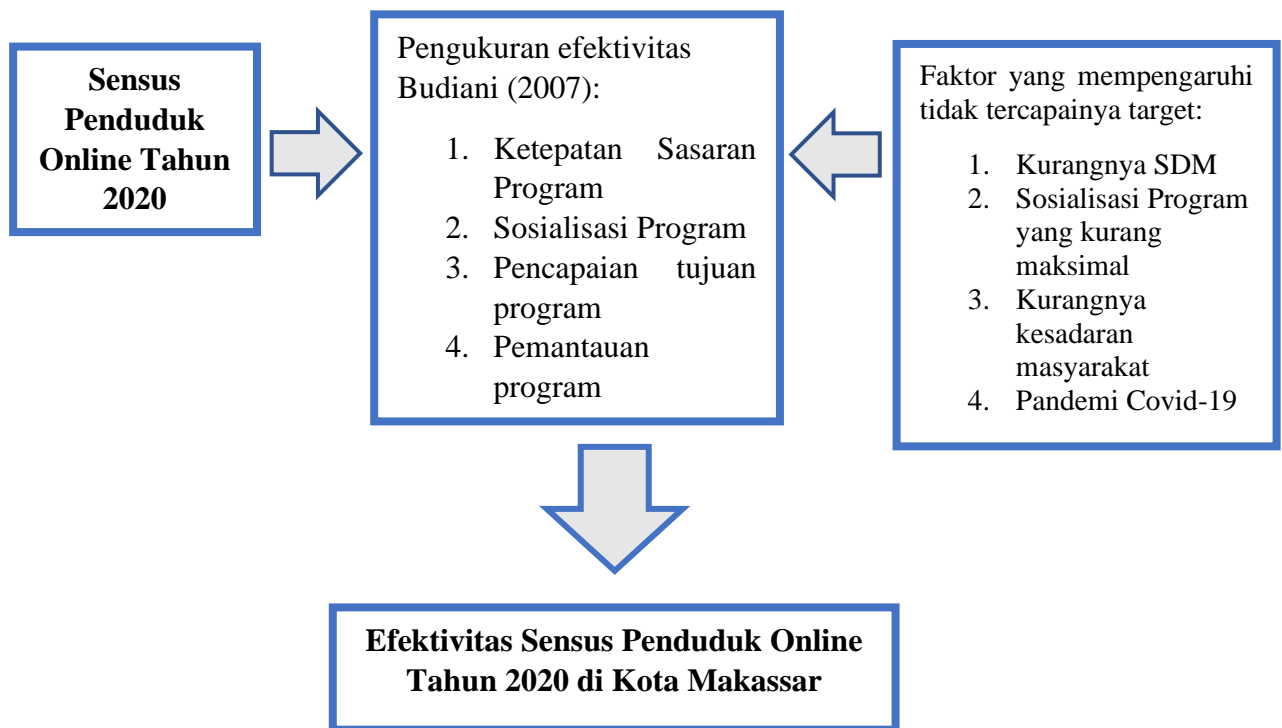 Sensus
Penduduk
Online Tahun
2020
Pengukuran efektivitas
Budiani (2007):
1. Ketepatan Sasaran
Program
2. Sosialisasi Program
3. Pencapaian tujuan
program
4. Pemantauan
program
Faktor yang mempengaruhi
tidak tercapainya target:
1. Kurangnya SDM
2. Sosialisasi Program
yang kurang
maksimal
3. Kurangnya
kesadaran
masyarakat
4. Pandemi Covid-19
Efektivitas Sensus Penduduk Online
Tahun 2020 di Kota Makassar